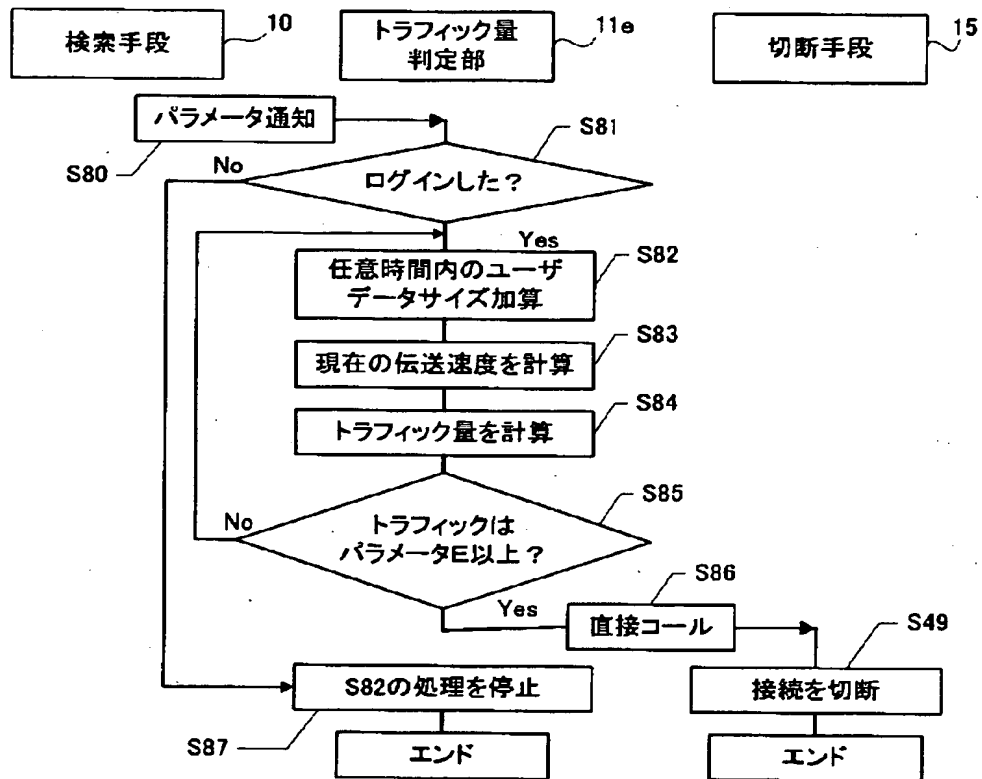 検索手段
10
トラフィック量
判定部
11e
切断手段
15
パラメータ通知
S80
S81
ログインした？
No
Yes
S82
任意時間内のユーザ
データサイズ加算
S83
現在の伝送速度を計算
S84
トラフィック量を計算
S85
トラフィックは
パラメータE以上？
No
Yes
S86
直接コール
S49
接続を切断
S82の処理を停止
S87
エンド
エンド